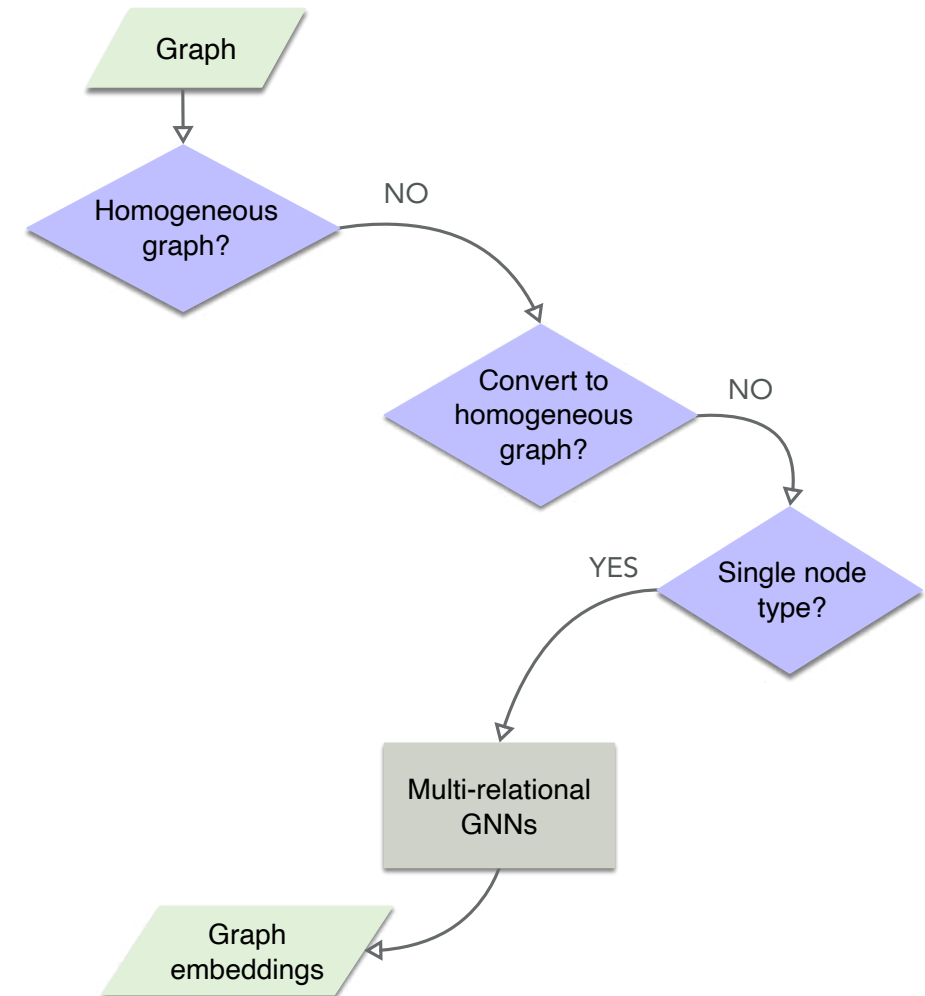 Graph
Homogeneous
graph?
NO
Convert to
homogeneous
graph?
NO
Single node
type?
YES
Multi-relational
GNNs
Graph
embeddings